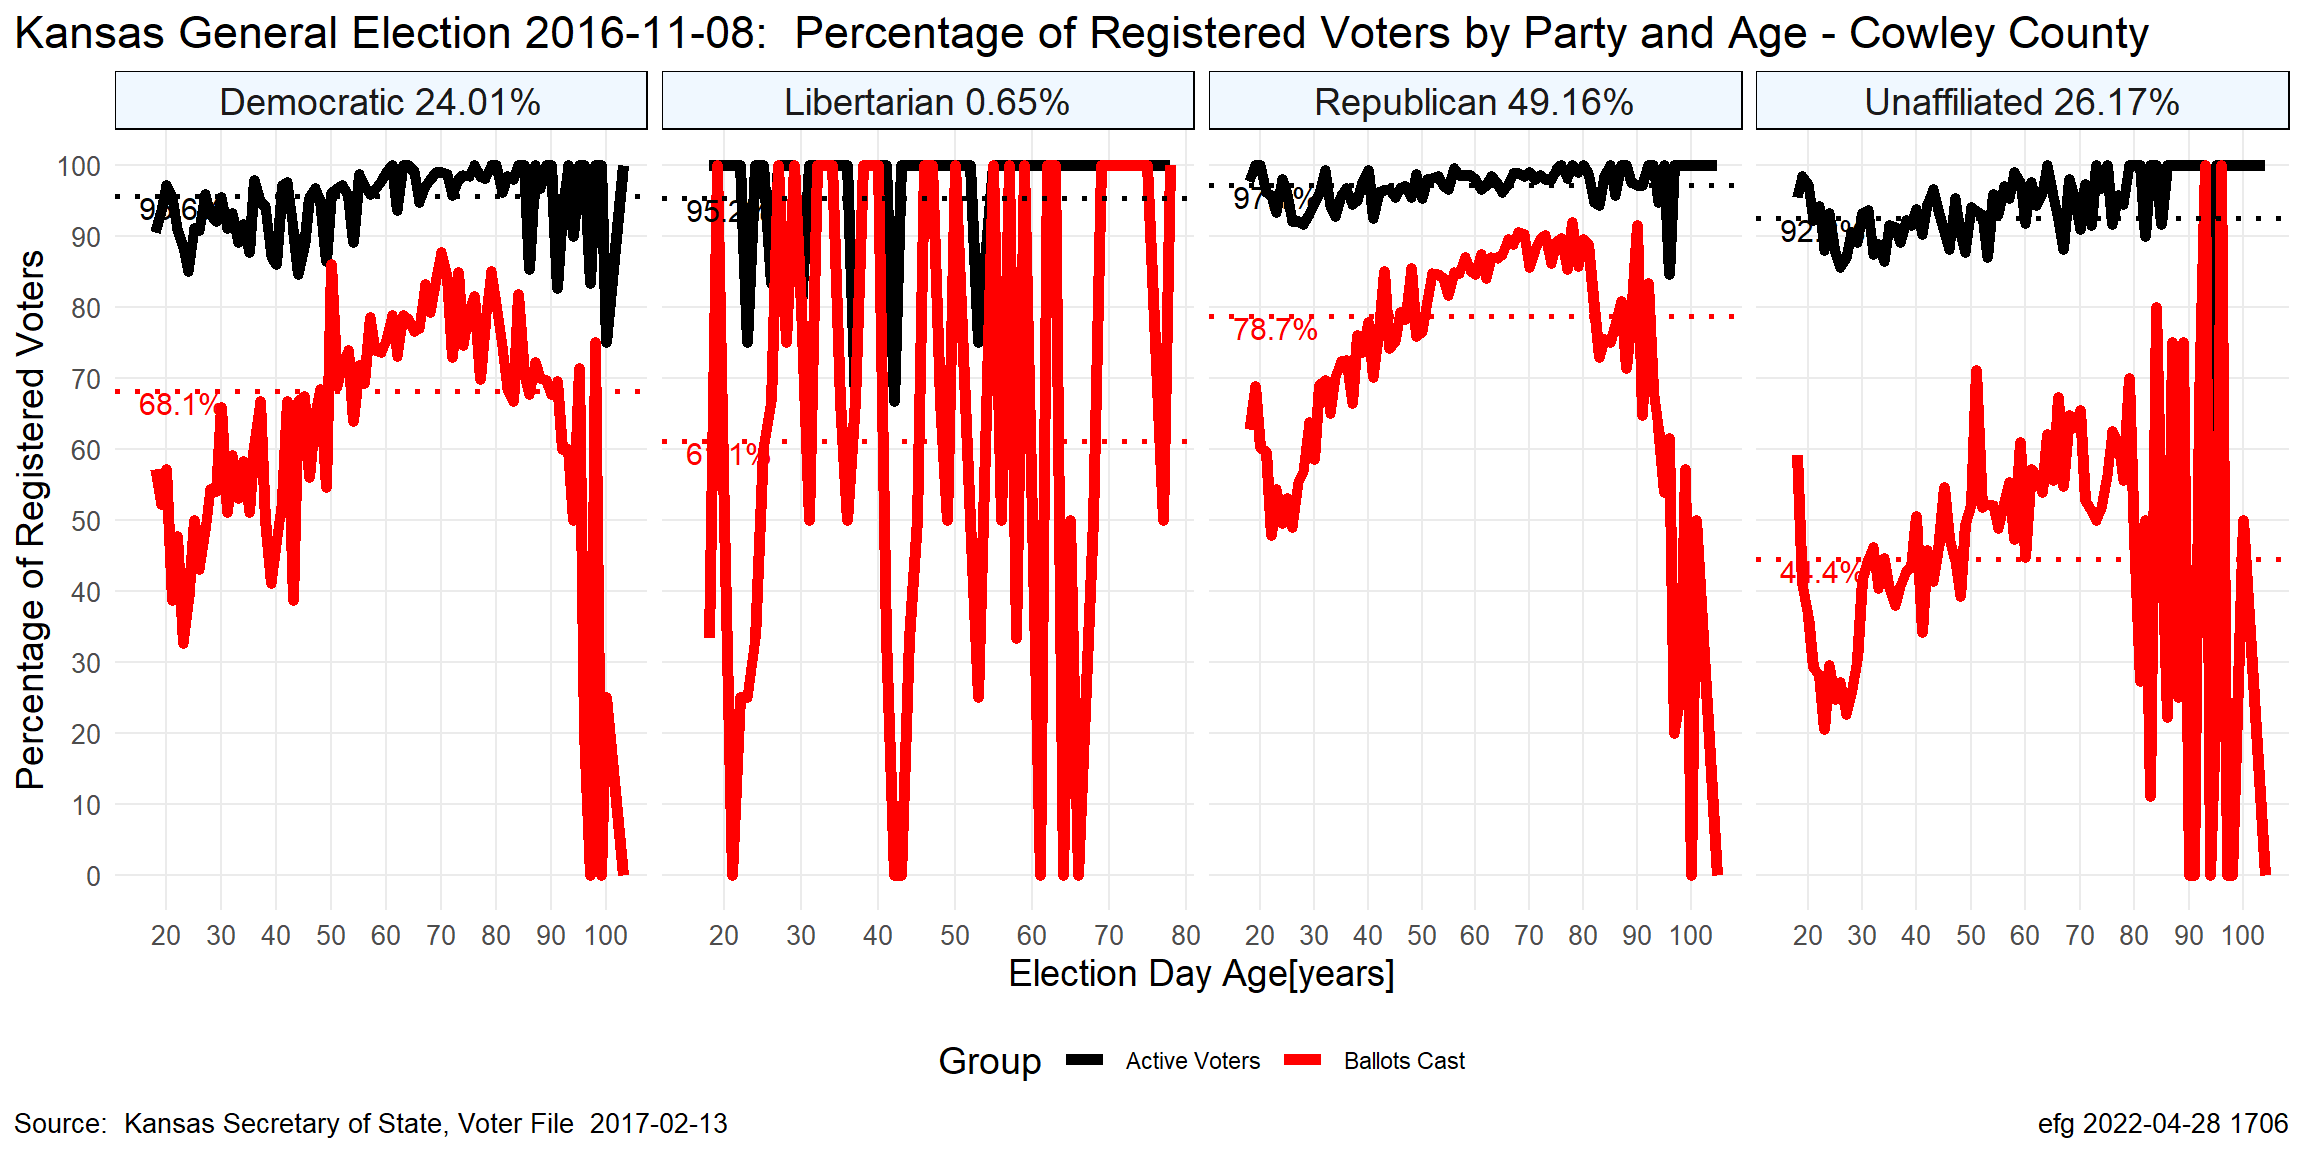 Kansas General Election 2016-11-08:  Percentage of Registered Voters by Party and Age - Cowley County
Democratic 24.01%
Libertarian 0.65%
Republican 49.16%
Unaffiliated 26.17%
Percentage of Registered Voters
100
90
80
70
60
50
40
30
20
10
0
68.1%
78.7%
44.4%
20 30 40 50 60 70 80 90 100
20 30 40 50 60 70 80
20 30 40 50 60 70 80 90 100
20 30 40 50 60 70 80 90 100
Election Day Age[years]
Group Active Voters Ballots Cast
Source:  Kansas Secretary of State, Voter File  2017-02-13
efg 2022-04-28 1706